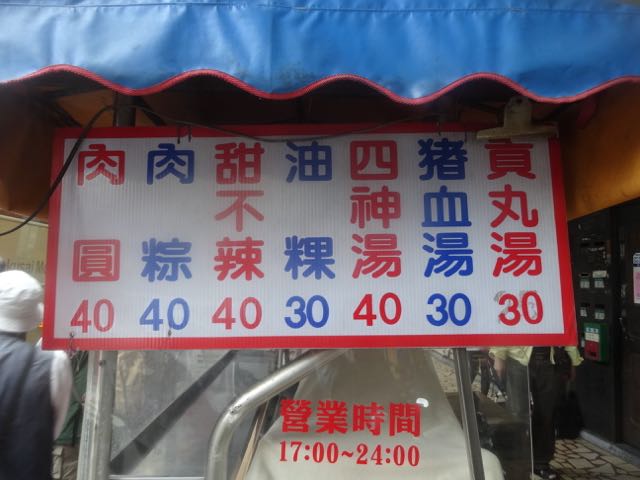 肉圓 40
肉粽 40
甜不辣 40
油粿 30
四神湯 40
豬血湯 30
貢丸湯 30
營業時間
17:00~24:00